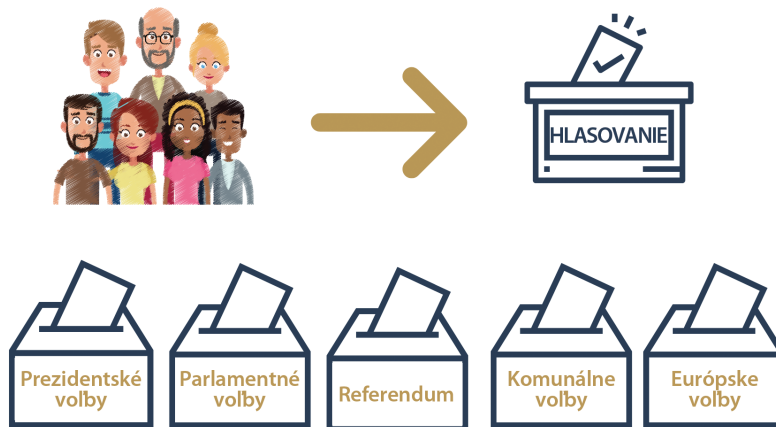 HLASOVANIE
Prezidentské
voľby
Parlamentné
voľby
Referendum
Komunálne
voľby
Európske
voľby